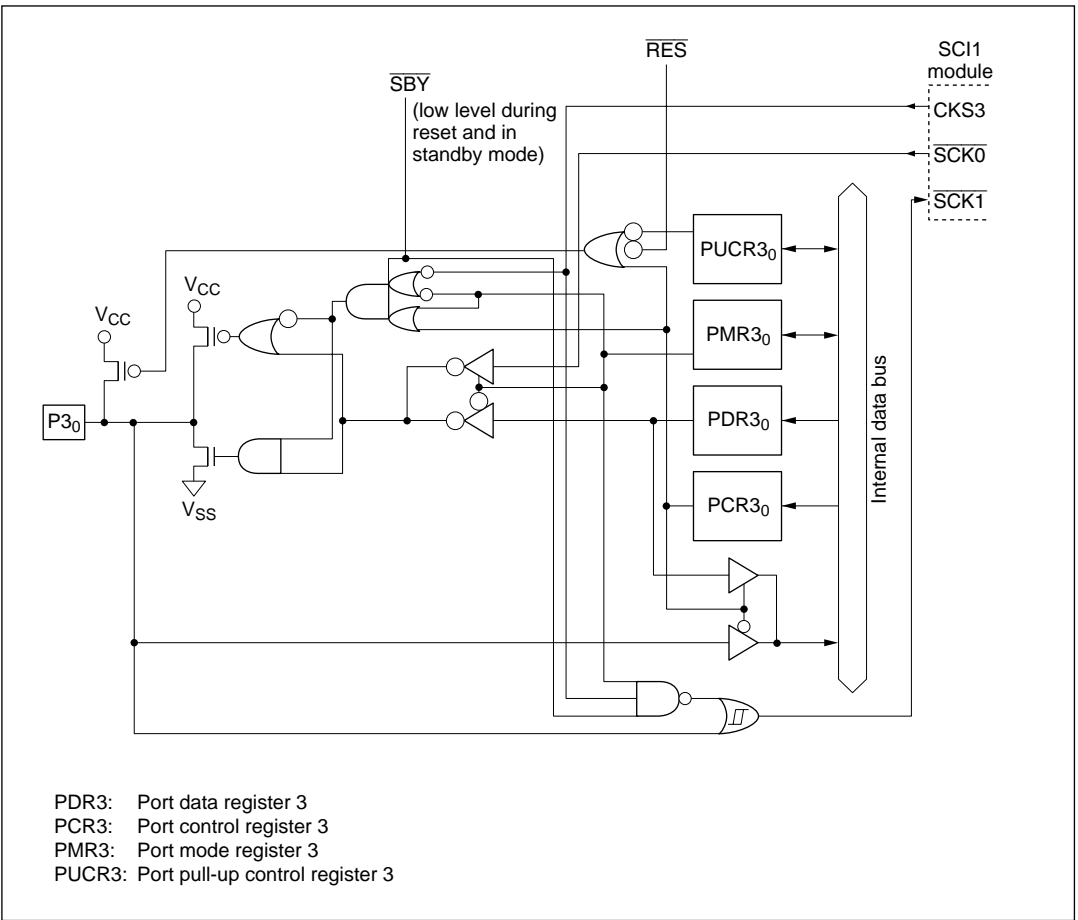 RES
SCI1
module
SBY
(low level during
reset and in
standby mode)
CKS3
SCK0
SCK1
PUCR3₀
VCC
VCC
PMR3₀
P3₀
PDR3₀
Internal data bus
VSS
PCR3₀
PDR3: Port data register 3
PCR3: Port control register 3
PMR3: Port mode register 3
PUCR3: Port pull-up control register 3